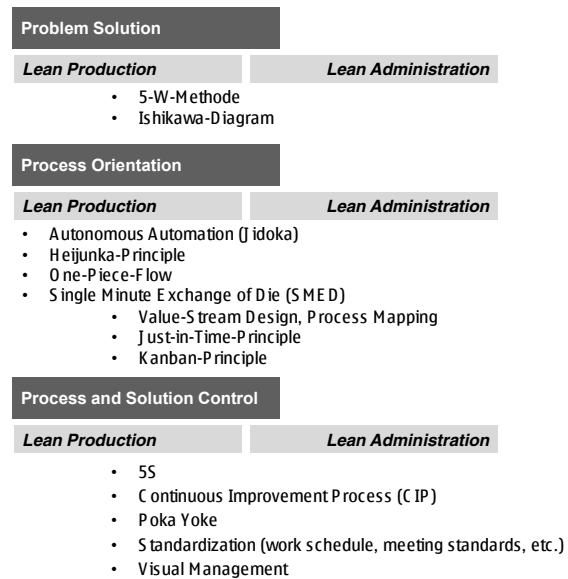 Problem Solution
Lean Production Lean Administration
• 5-W-Methode
• Ishikawa-Diagram
Process Orientation
Lean Production Lean Administration
• Autonomous Automation (Jidoka)
• Heijunka-Principle
• One-Piece-Flow
• Single Minute Exchange of Die (SMED)
• Value-Stream Design, Process Mapping
• Just-in-Time-Principle
• Kanban-Principle
Process and Solution Control
Lean Production Lean Administration
• 5S
• Continuous Improvement Process (CIP)
• Poka Yoke
• Standardization (work schedule, meeting standards, etc.)
• Visual Management